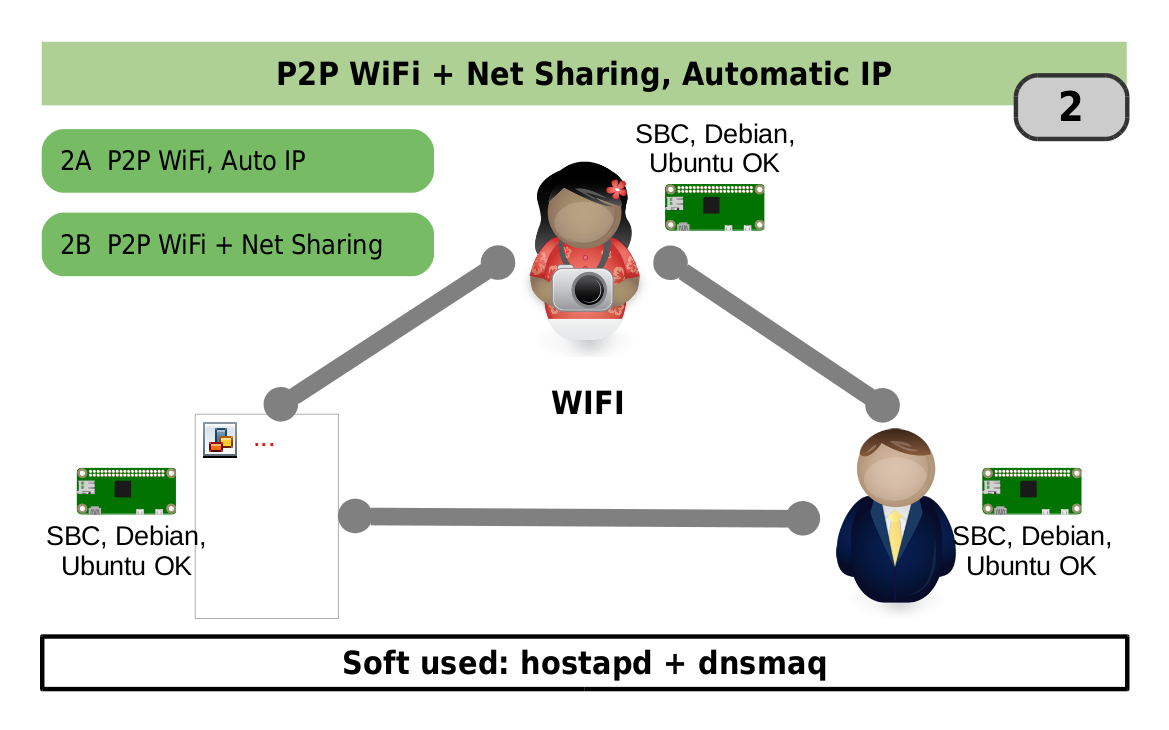 P2P WiFi + Net Sharing, Automatic IP
2
2A P2P WiFi, Auto IP
2B P2P WiFi + Net Sharing
SBC, Debian,
Ubuntu OK
WIFI
...
SBC, Debian,
Ubuntu OK
SBC, Debian,
Ubuntu OK
Soft used: hostapd + dnsmaq